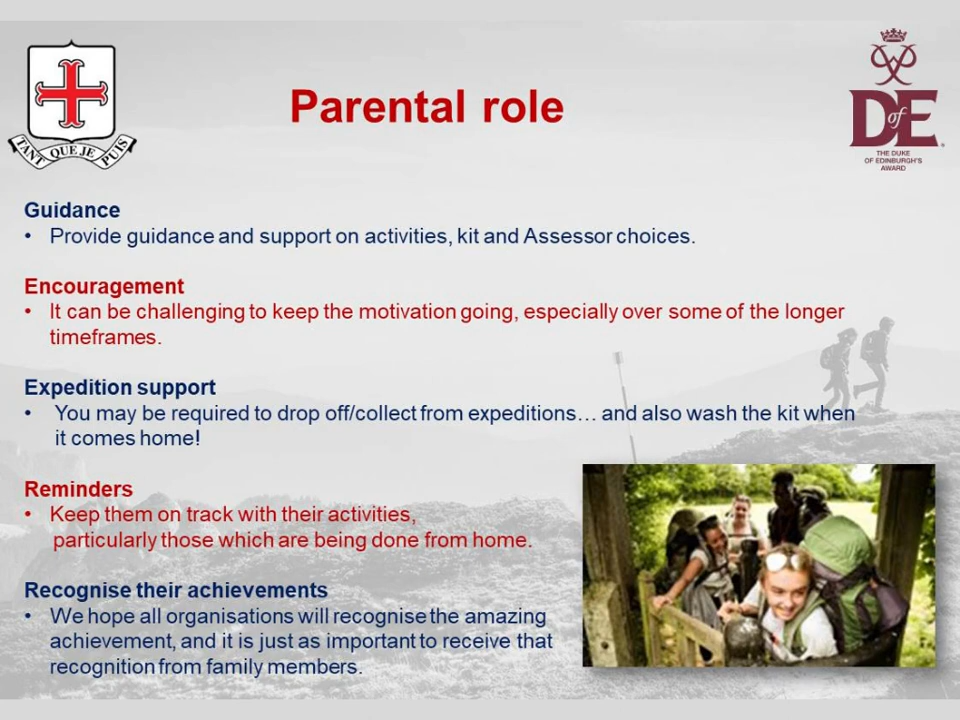 TANT QUE JE PUIS
Parental role
DofE
THE DUKE
OF EDINBURGH'S
AWARD
Guidance
• Provide guidance and support on activities, kit and Assessor choices.
Encouragement
• It can be challenging to keep the motivation going, especially over some of the longer
timeframes.
Expedition support
• You may be required to drop off/collect from expeditions… and also wash the kit when
it comes home!
Reminders
• Keep them on track with their activities,
particularly those which are being done from home.
Recognise their achievements
• We hope all organisations will recognise the amazing
achievement, and it is just as important to receive that
recognition from family members.